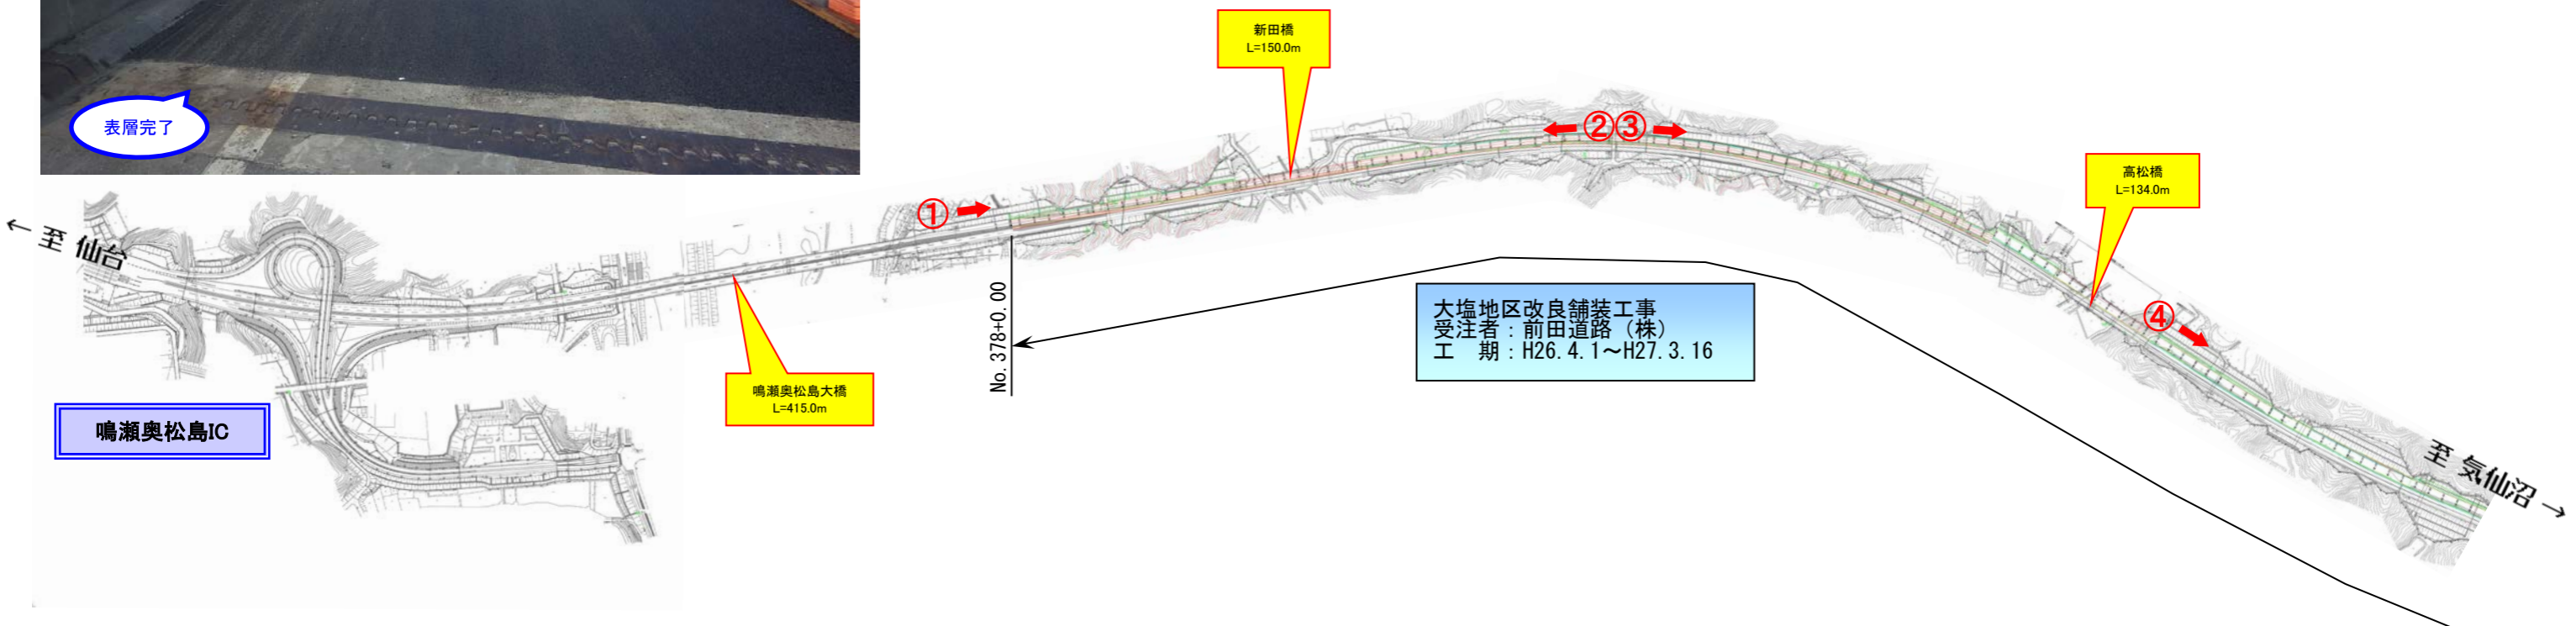 表層完了
新田橋
L=150.0m
②③
高松橋
L=134.0m
①
← 至 仙台
④
No.378+0.00
大塩地区改良舗装工事
受注者：前田道路（株）
工　期：H26.4.1～H27.3.16
鳴瀬奥松島大橋
L=415.0m
鳴瀬奥松島IC
至 気仙沼 →